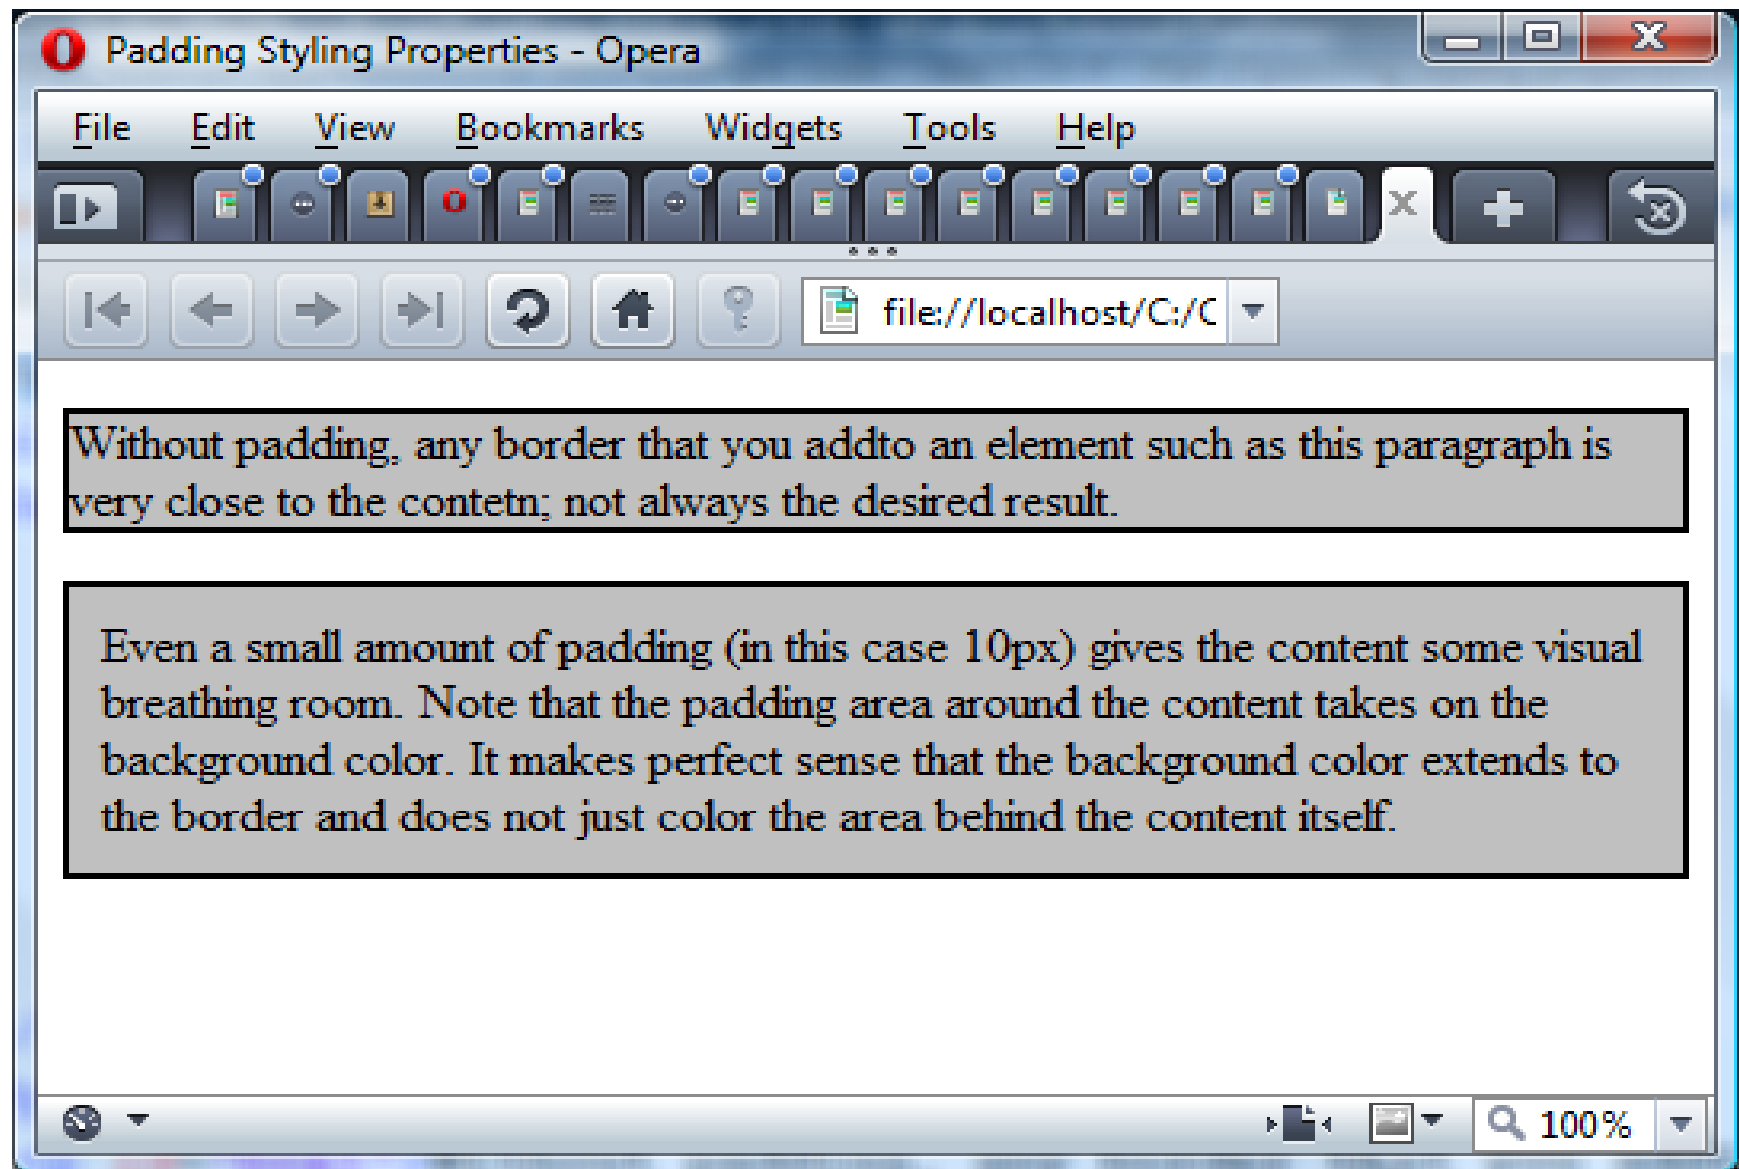 Padding Styling Properties - Opera
File Edit View Bookmarks Widgets Tools Help
file://localhost/C:/C
Without padding, any border that you addto an element such as this paragraph is
very close to the contetn; not always the desired result.
Even a small amount of padding (in this case 10px) gives the content some visual
breathing room. Note that the padding area around the content takes on the
background color. It makes perfect sense that the background color extends to
the border and does not just color the area behind the content itself.
100%